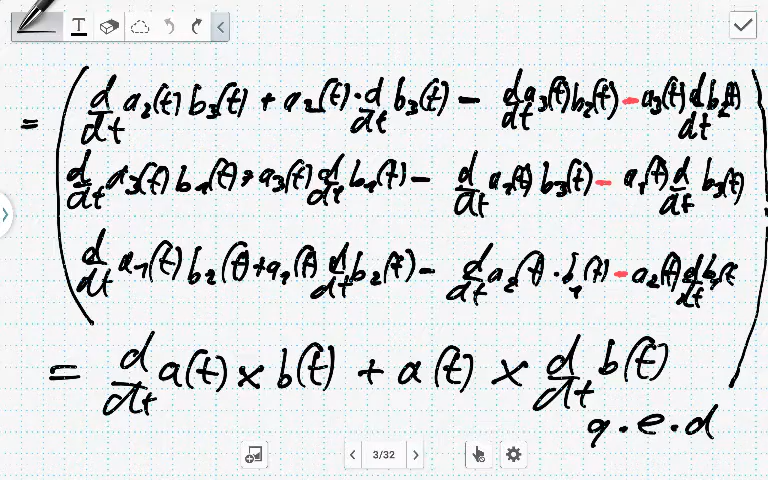 T
= ( d/dt a₂(t) b₃(t) + a₂(t) · d/dt b₃(t) - d/dt a₃(t) b₂(t) - a₃(t) d/dt b₂(t)
d/dt a₃(t) b₁(t) + a₃(t) d/dt b₁(t) - d/dt a₁(t) b₃(t) - a₁(t) d/dt b₃(t)
d/dt a₁(t) b₂(t) + a₁(t) d/dt b₂(t) - d/dt a₂(t) · b₁(t) - a₂(t) d/dt b₁(t )
= d/dt a(t) × b(t) + a(t) × d/dt b(t)
q.e.d
3/32